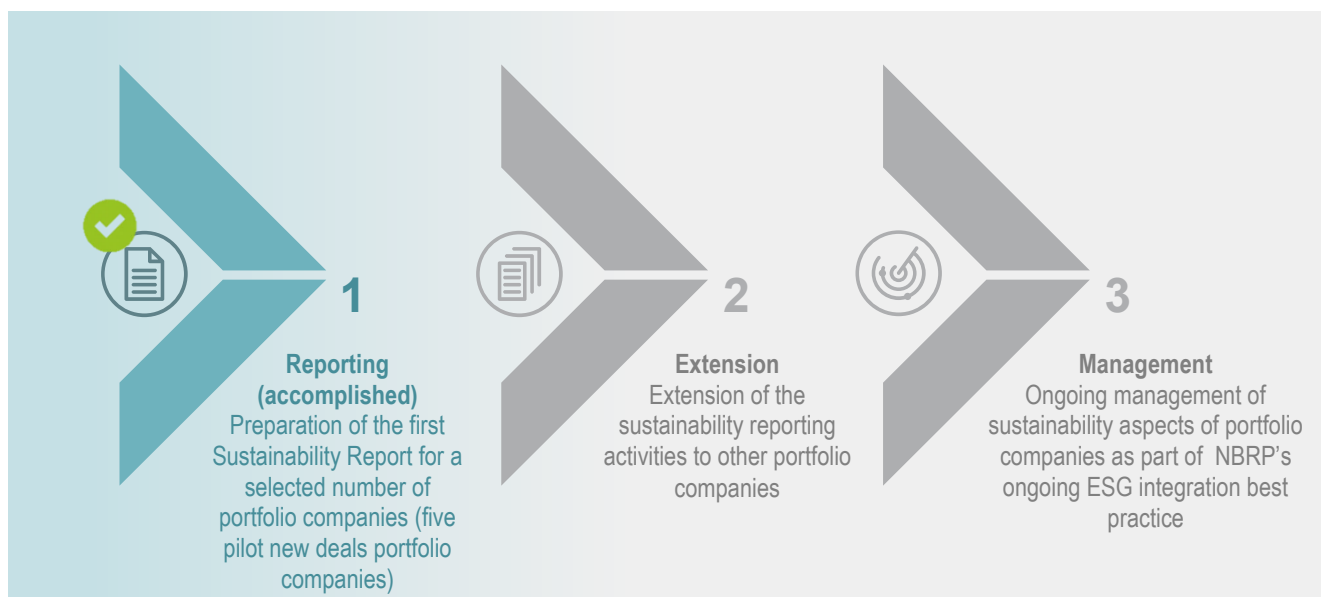 1
Reporting
(accomplished)
Preparation of the first
Sustainability Report for a
selected number of
portfolio companies (five
pilot new deals portfolio
companies)
2
Extension
Extension of the
sustainability reporting
activities to other portfolio
companies
3
Management
Ongoing management of
sustainability aspects of portfolio
companies as part of  NBRP’s
ongoing ESG integration best
practice